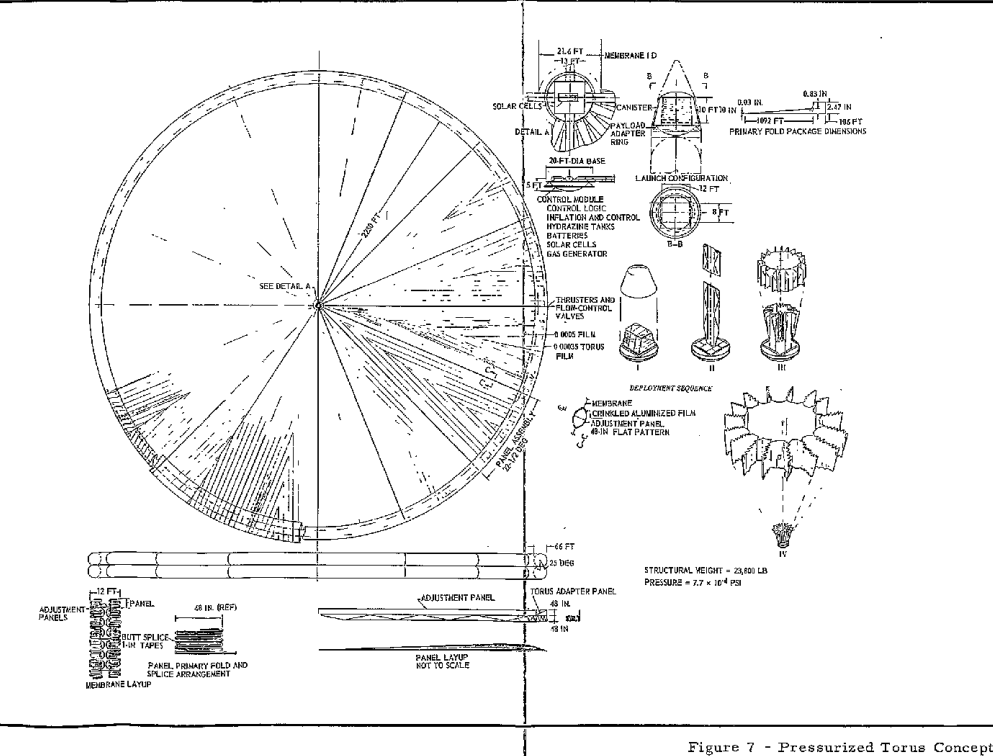 21.6 FT
13 FT
MEMBRANE I D
SOLAR CELLS
DETAIL A
B
B
CANISTER
10 FT 10 IN
PAYLOAD
ADAPTER
RING
0.03 IN.
0.83 IN
2.47 IN
1092 FT
PRIMARY FOLD PACKAGE DIMENSIONS
20-FT-DIA BASE
5 FT
CONTROL MODULE
CONTROL LOGIC
INFLATION AND CONTROL
HYDRAZINE TANKS
BATTERIES
SOLAR CELLS
GAS GENERATOR
LAUNCH CONFIGURATION
12 FT
8 FT
B-B
SEE DETAIL A
THRUSTERS AND
FLOW-CONTROL
VALVES
0 0005 FILM
0 00035 TORUS
FILM
PANEL ASSEMBLY
22-1/2 DEG
I
II
III
DEPLOYMENT SEQUENCE
MEMBRANE
CRINKLED ALUMINIZED FILM
ADJUSTMENT PANEL
48-IN FLAT PATTERN
IV
66 FT
25 DEG
STRUCTURAL WEIGHT = 23,800 LB
PRESSURE = 7.7 × 10⁻⁴ PSI
12 FT
PANEL
ADJUSTMENT
PANELS
48 IN. (REF)
BUTT SPLICE
1-IN TAPES
PANEL PRIMARY FOLD AND
SPLICE ARRANGEMENT
MEMBRANE LAYUP
ADJUSTMENT PANEL
TORUS ADAPTER PANEL
48 IN.
48 IN
PANEL LAYUP
NOT TO SCALE
Figure 7 - Pressurized Torus Concept